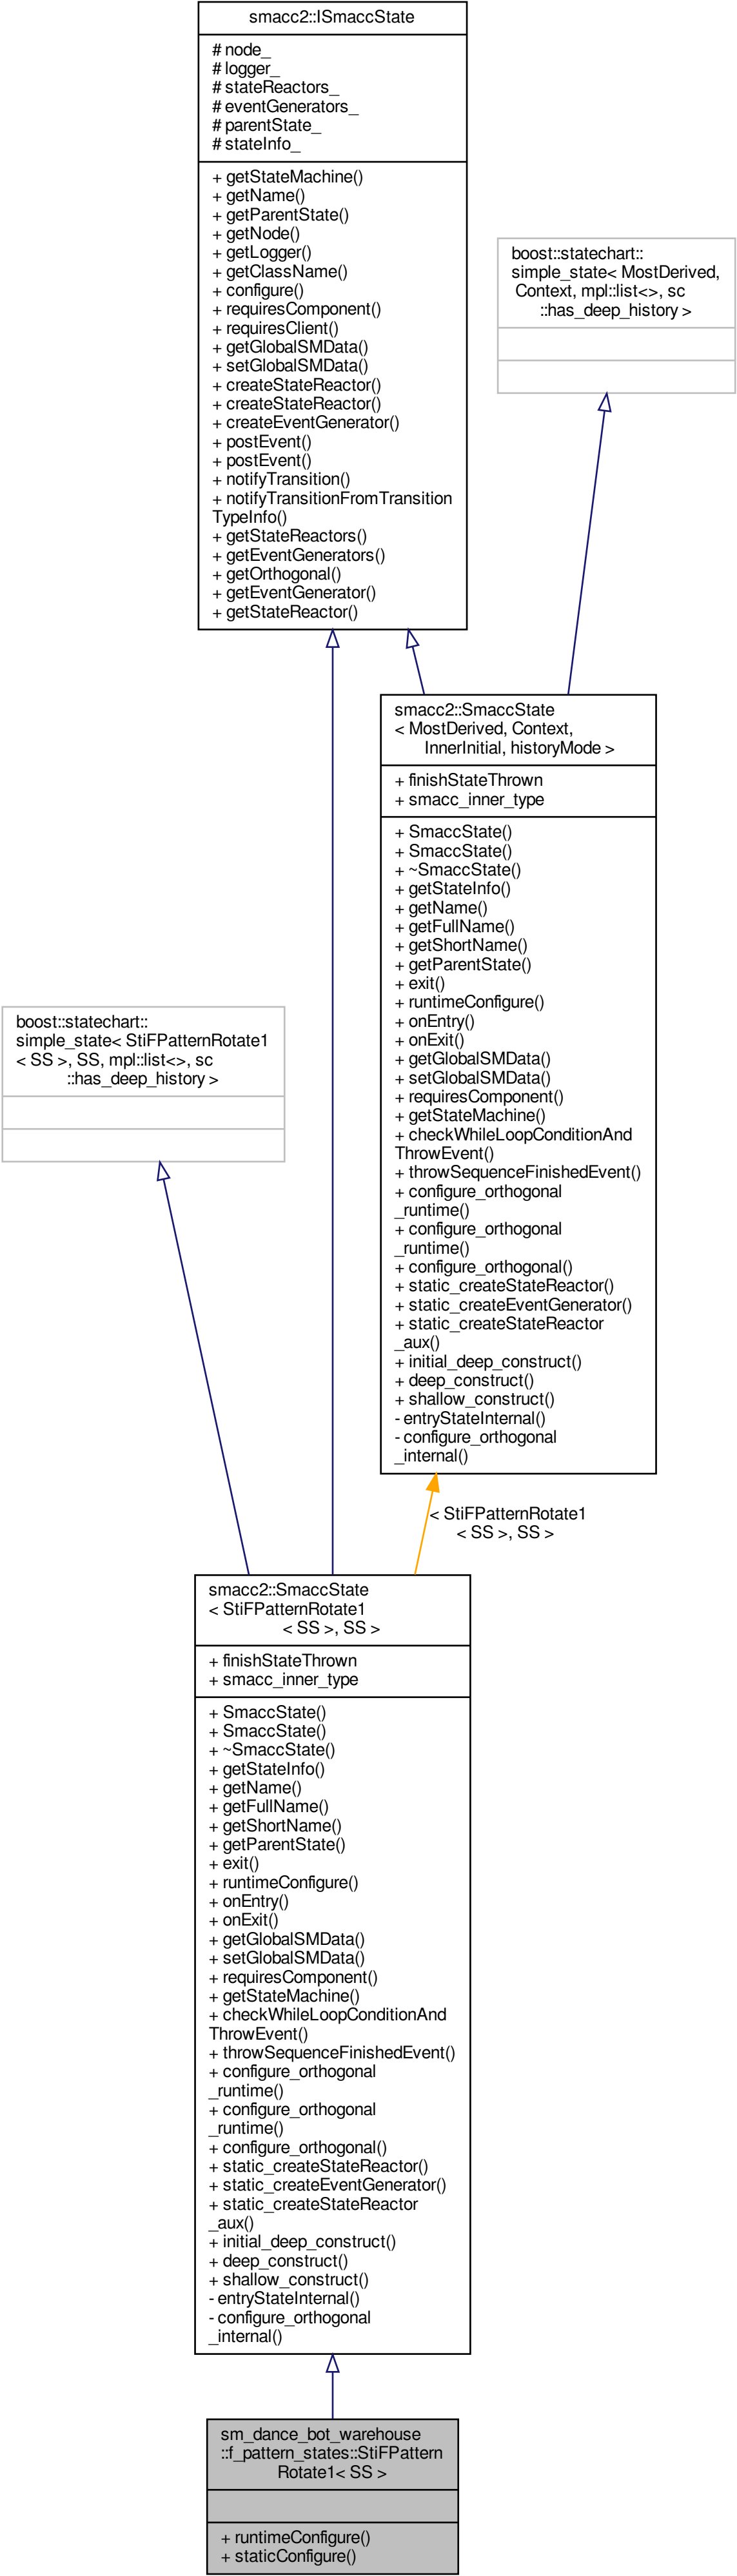 smacc2::ISmaccState
# node_
# logger_
# stateReactors_
# eventGenerators_
# parentState_
# stateInfo_
+ getStateMachine()
+ getName()
+ getParentState()
+ getNode()
+ getLogger()
+ getClassName()
+ configure()
+ requiresComponent()
+ requiresClient()
+ getGlobalSMData()
+ setGlobalSMData()
+ createStateReactor()
+ createStateReactor()
+ createEventGenerator()
+ postEvent()
+ postEvent()
+ notifyTransition()
+ notifyTransitionFromTransition
TypeInfo()
+ getStateReactors()
+ getEventGenerators()
+ getOrthogonal()
+ getEventGenerator()
+ getStateReactor()
boost::statechart::
simple_state< MostDerived,
Context, mpl::list<>, sc
::has_deep_history >
smacc2::SmaccState
< MostDerived, Context,
InnerInitial, historyMode >
+ finishStateThrown
+ smacc_inner_type
+ SmaccState()
+ SmaccState()
+ ~SmaccState()
+ getStateInfo()
+ getName()
+ getFullName()
+ getShortName()
+ getParentState()
+ exit()
+ runtimeConfigure()
+ onEntry()
+ onExit()
+ getGlobalSMData()
+ setGlobalSMData()
+ requiresComponent()
+ getStateMachine()
+ checkWhileLoopConditionAnd
ThrowEvent()
+ throwSequenceFinishedEvent()
+ configure_orthogonal
_runtime()
+ configure_orthogonal
_runtime()
+ configure_orthogonal()
+ static_createStateReactor()
+ static_createEventGenerator()
+ static_createStateReactor
_aux()
+ initial_deep_construct()
+ deep_construct()
+ shallow_construct()
- entryStateInternal()
- configure_orthogonal
_internal()
boost::statechart::
simple_state< StiFPatternRotate1
< SS >, SS, mpl::list<>, sc
::has_deep_history >
< StiFPatternRotate1
< SS >, SS >
smacc2::SmaccState
< StiFPatternRotate1
< SS >, SS >
+ finishStateThrown
+ smacc_inner_type
+ SmaccState()
+ SmaccState()
+ ~SmaccState()
+ getStateInfo()
+ getName()
+ getFullName()
+ getShortName()
+ getParentState()
+ exit()
+ runtimeConfigure()
+ onEntry()
+ onExit()
+ getGlobalSMData()
+ setGlobalSMData()
+ requiresComponent()
+ getStateMachine()
+ checkWhileLoopConditionAnd
ThrowEvent()
+ throwSequenceFinishedEvent()
+ configure_orthogonal
_runtime()
+ configure_orthogonal
_runtime()
+ configure_orthogonal()
+ static_createStateReactor()
+ static_createEventGenerator()
+ static_createStateReactor
_aux()
+ initial_deep_construct()
+ deep_construct()
+ shallow_construct()
- entryStateInternal()
- configure_orthogonal
_internal()
sm_dance_bot_warehouse
::f_pattern_states::StiFPattern
Rotate1< SS >
+ runtimeConfigure()
+ staticConfigure()